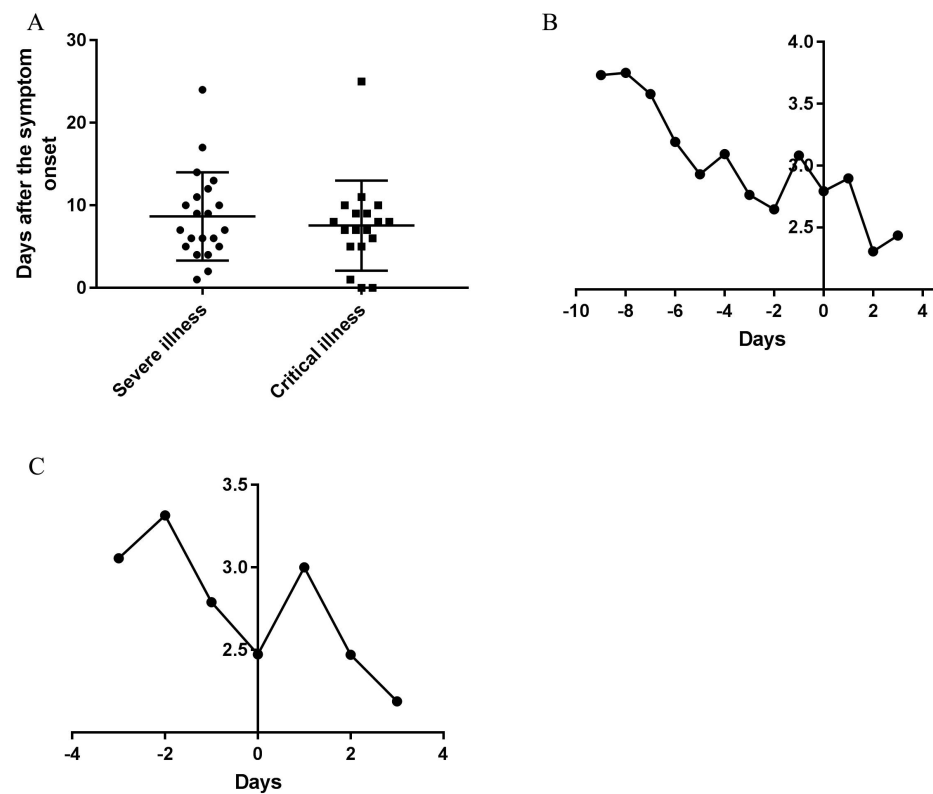 A
Days after the symptom
onset
30
20
10
0
Severe illness
Critical illness
B
4.0
3.5
3.0
2.5
-10 -8 -6 -4 -2 0 2 4
Days
C
3.5
3.0
2.5
-4 -2 0 2 4
Days